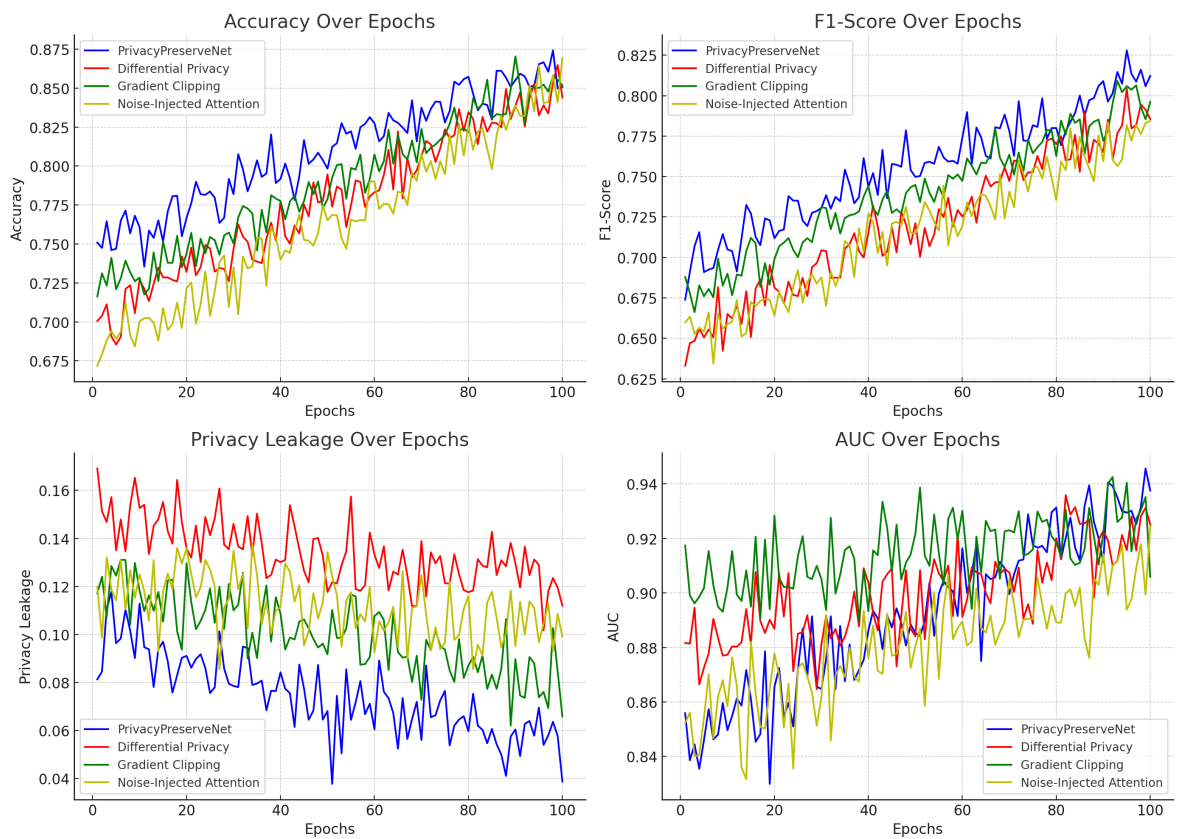 Accuracy Over Epochs
0.875
0.850
0.825
0.800
0.775
0.750
0.725
0.700
0.675
Accuracy
PrivacyPreserveNet
Differential Privacy
Gradient Clipping
Noise-Injected Attention
0 20 40 60 80 100
Epochs
F1-Score Over Epochs
0.825
0.800
0.775
0.750
0.725
0.700
0.675
0.650
0.625
F1-Score
PrivacyPreserveNet
Differential Privacy
Gradient Clipping
Noise-Injected Attention
0 20 40 60 80 100
Epochs
Privacy Leakage Over Epochs
0.16
0.14
0.12
0.10
0.08
0.06
0.04
Privacy Leakage
PrivacyPreserveNet
Differential Privacy
Gradient Clipping
Noise-Injected Attention
0 20 40 60 80 100
Epochs
AUC Over Epochs
0.94
0.92
0.90
0.88
0.86
0.84
AUC
PrivacyPreserveNet
Differential Privacy
Gradient Clipping
Noise-Injected Attention
0 20 40 60 80 100
Epochs